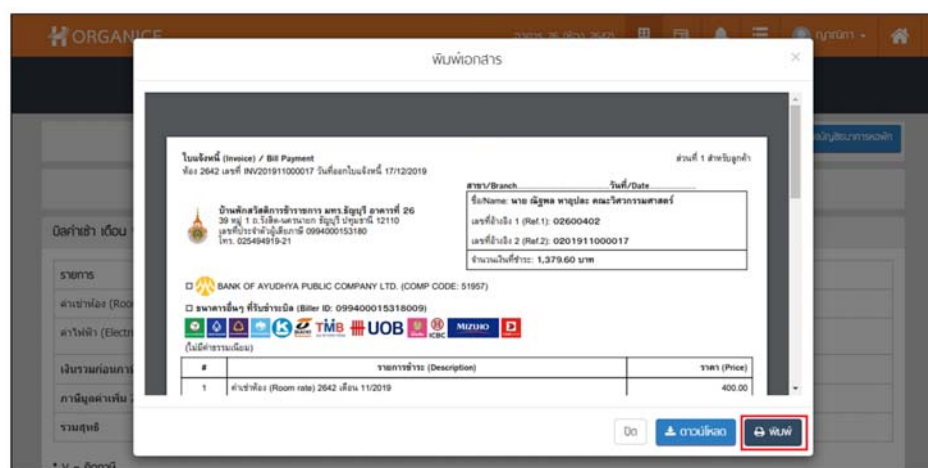 ORGANICE
ญาณิกา
พิมพ์เอกสาร
×
ใบแจ้งหนี้ (Invoice) / Bill Payment
ส่วนที่ 1 สำหรับลูกค้า
ห้อง 2642 เลขที่ INV201911000017 วันที่ออกใบแจ้งหนี้ 17/12/2019
สาขา/Branch วันที่/Date
บ้านพักสวัสดิการข้าราชการ มทร.ธัญบุรี อาคารที่ 26
39 หมู่ 1 ถ.รังสิต-นครนายก ธัญบุรี ปทุมธานี 12110
เลขที่ประจำตัวผู้เสียภาษี 0994000153180
โทร. 025494919-21
ชื่อ/Name: นาย ณัฐพล หาอุปละ คณะวิศวกรรมศาสตร์
เลขที่อ้างอิง 1 (Ref.1): 02600402
เลขที่อ้างอิง 2 (Ref.2): 0201911000017
จำนวนเงินที่ชำระ: 1,379.60 บาท
BANK OF AYUDHYA PUBLIC COMPANY LTD. (COMP CODE: 51957)
ธนาคารอื่นๆ ที่รับชำระบิล (Biller ID: 099400015318009)
TMB UOB ICBC MIZUHO
(ไม่มีค่าธรรมเนียม)
# รายการชำระ (Description) ราคา (Price)
1 ค่าเช่าห้อง (Room rate) 2642 เดือน 11/2019 400.00
บิลค่าเช่า เดือน
รายการ
ค่าเช่าห้อง (Roo
ค่าไฟฟ้า (Electri
เงินรวมก่อนภาษี
ภาษีมูลค่าเพิ่ม
รวมสุทธิ
ปิด ดาวน์โหลด พิมพ์